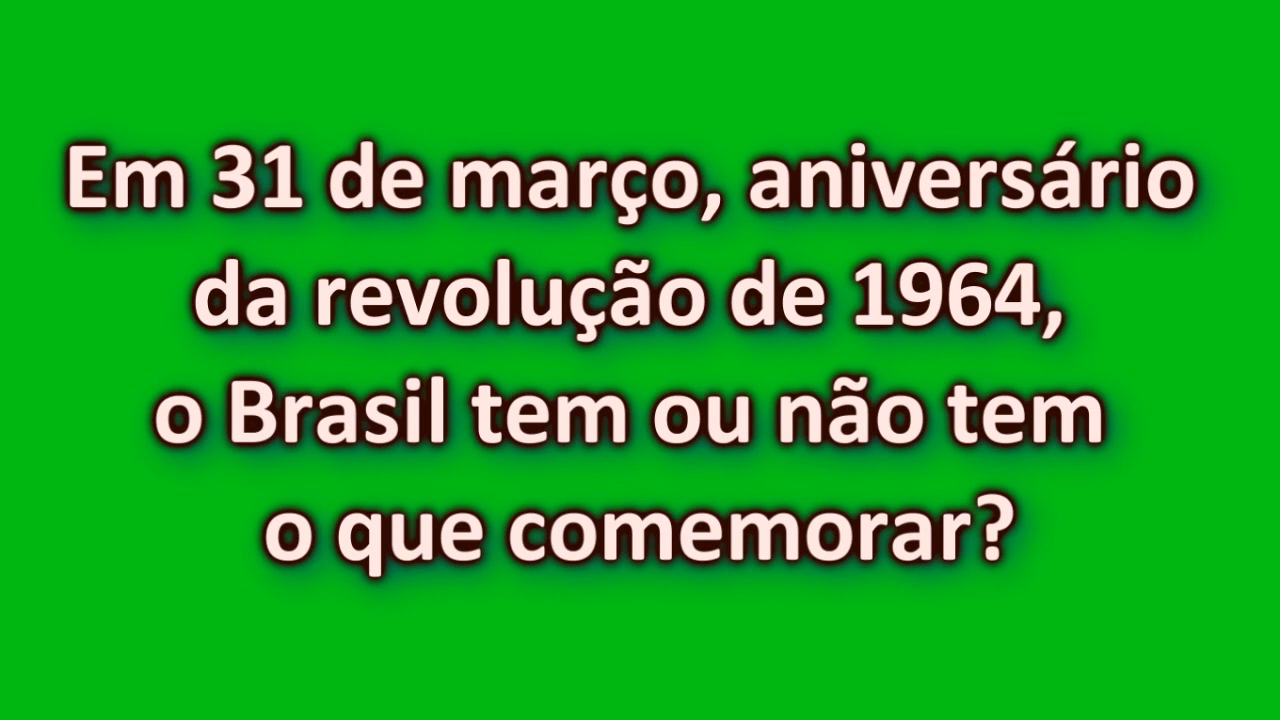 Em 31 de março, aniversário
da revolução de 1964,
o Brasil tem ou não tem
o que comemorar?